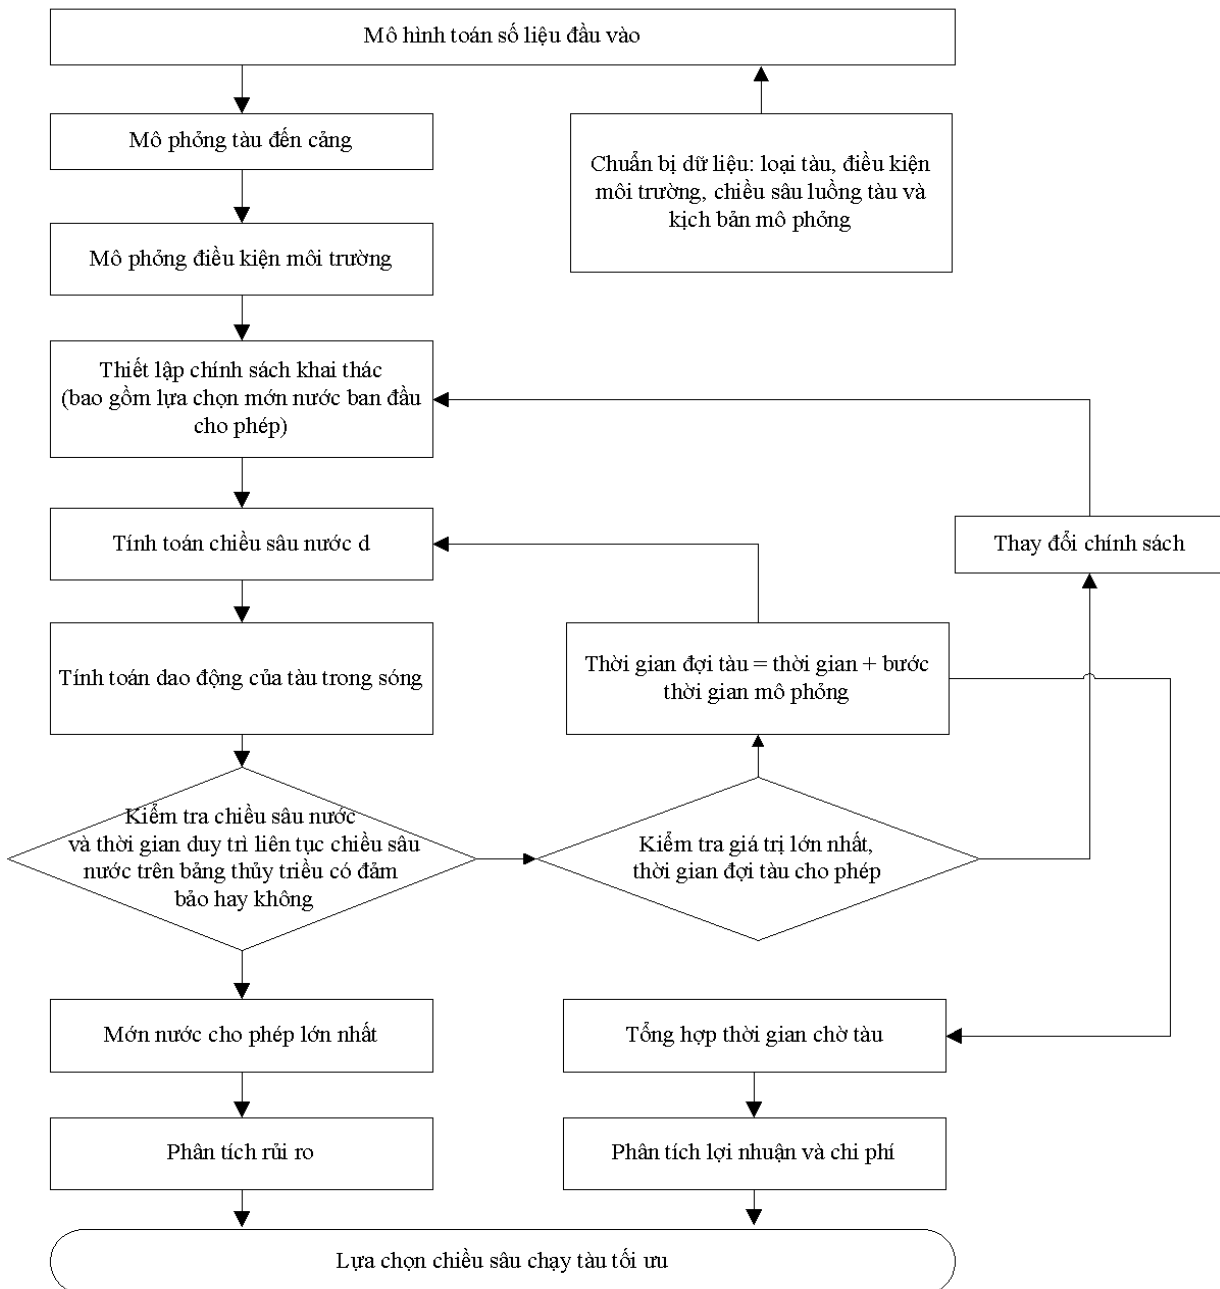 Mô hình toán số liệu đầu vào
Mô phỏng tàu đến cảng
Chuẩn bị dữ liệu: loại tàu, điều kiện
môi trường, chiều sâu luồng tàu và
kịch bản mô phỏng
Mô phỏng điều kiện môi trường
Thiết lập chính sách khai thác
(bao gồm lựa chọn mớn nước ban đầu
cho phép)
Tính toán chiều sâu nước d
Thay đổi chính sách
Tính toán dao động của tàu trong sóng
Thời gian đợi tàu = thời gian + bước
thời gian mô phỏng
Kiểm tra chiều sâu nước
và thời gian duy trì liên tục chiều sâu
nước trên bảng thủy triều có đảm
bảo hay không
Kiểm tra giá trị lớn nhất,
thời gian đợi tàu cho phép
Mớn nước cho phép lớn nhất
Tổng hợp thời gian chờ tàu
Phân tích rủi ro
Phân tích lợi nhuận và chi phí
Lựa chọn chiều sâu chạy tàu tối ưu